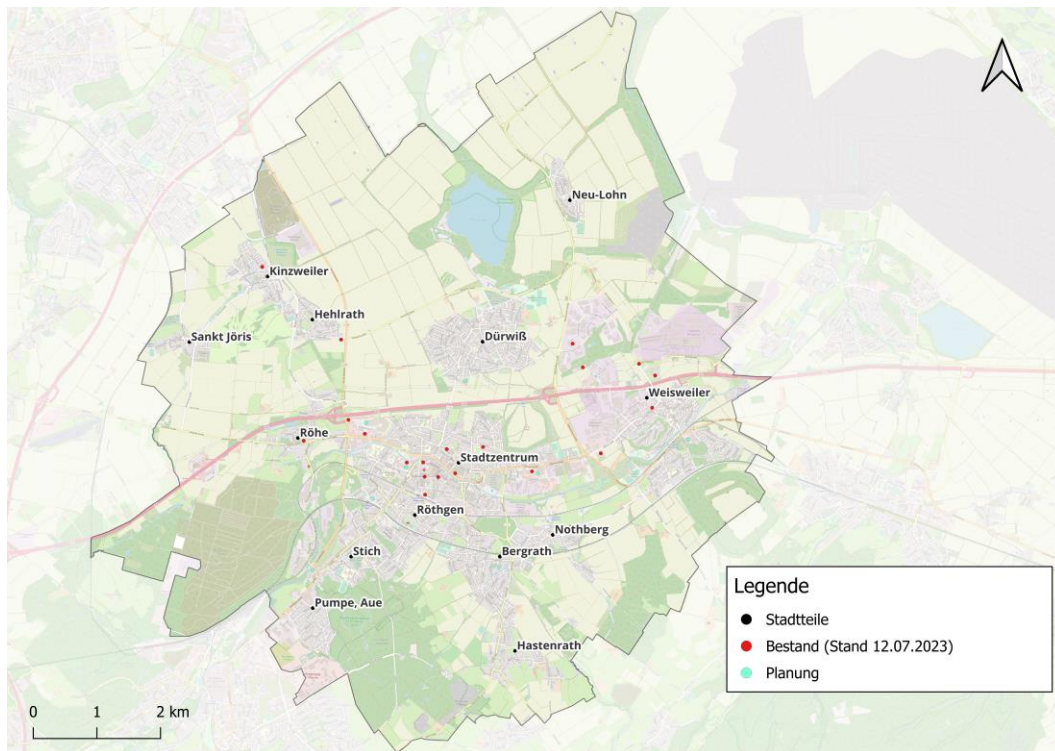 Neu-Lohn
Kinzweiler
Hehlrath
Sankt Jöris
Dürwiß
Weisweiler
Röhe
Stadtzentrum
Röthgen
Nothberg
Stich
Bergrath
Pumpe, Aue
Hastenrath
Legende
Stadtteile
Bestand (Stand 12.07.2023)
Planung
0 1 2 km